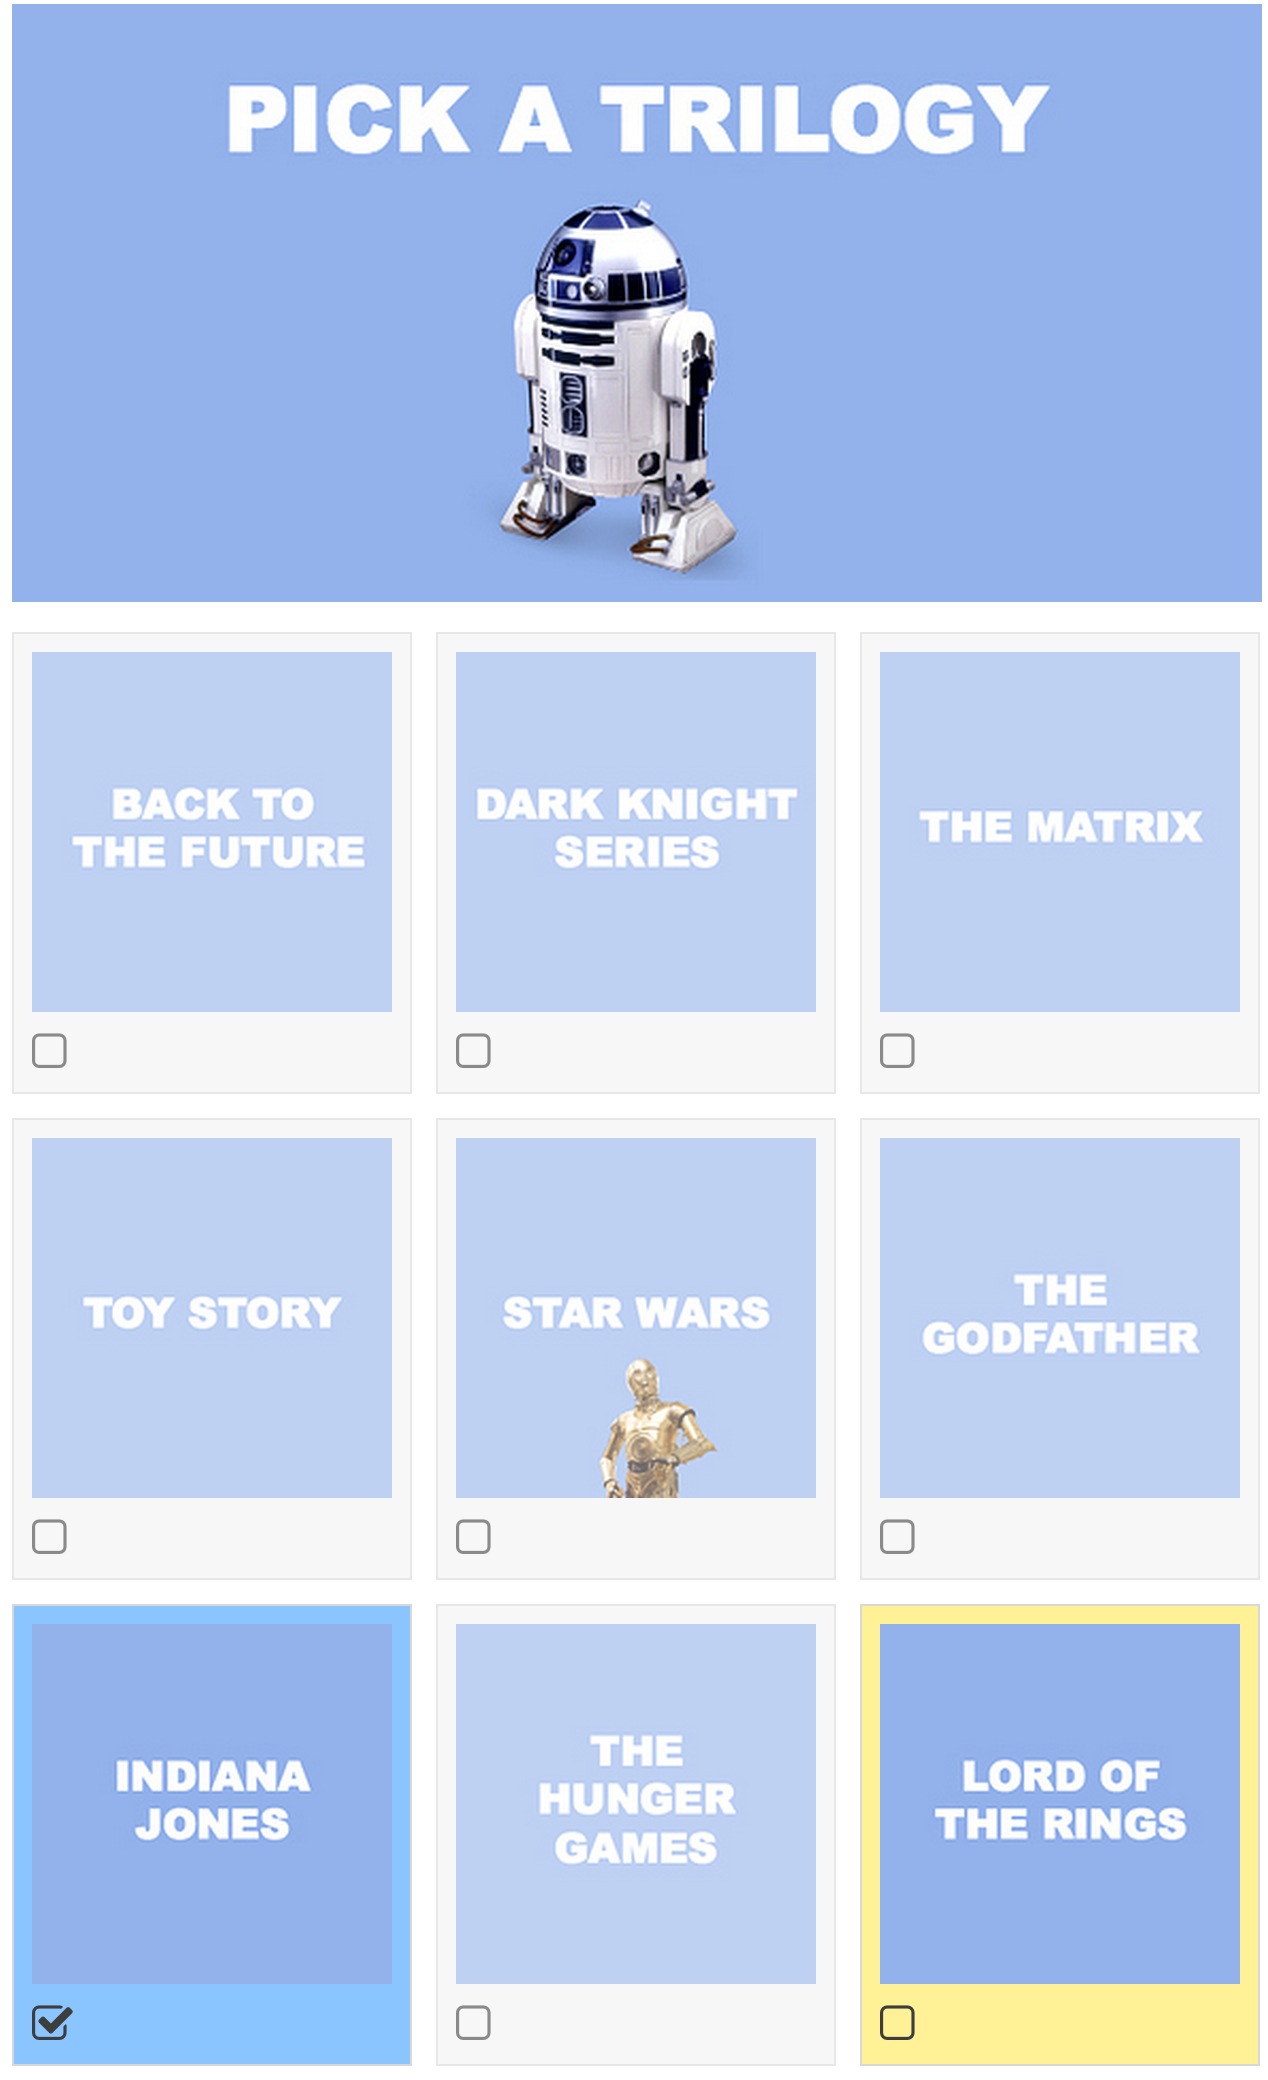 PICK A TRILOGY
BACK TO
THE FUTURE
DARK KNIGHT
SERIES
THE MATRIX
TOY STORY
STAR WARS
THE
GODFATHER
INDIANA
JONES
THE
HUNGER
GAMES
LORD OF
THE RINGS